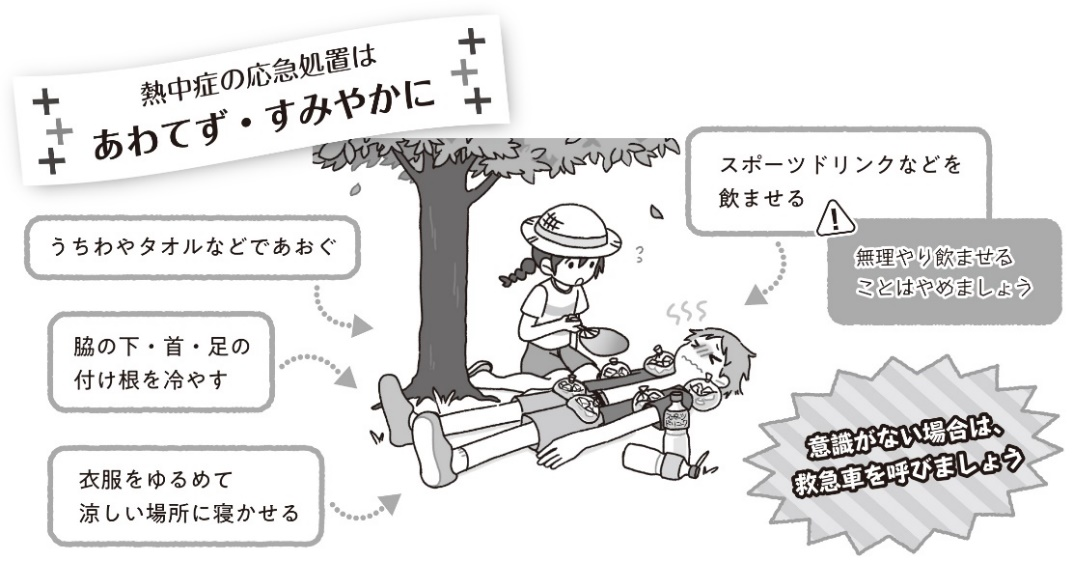 熱中症の応急処置は
あわてず・すみやかに
スポーツドリンクなどを
飲ませる
無理やり飲ませる
ことはやめましょう
うちわやタオルなどであおぐ
脇の下・首・足の
付け根を冷やす
衣服をゆるめて
涼しい場所に寝かせる
意識がない場合は、
救急車を呼びましょう